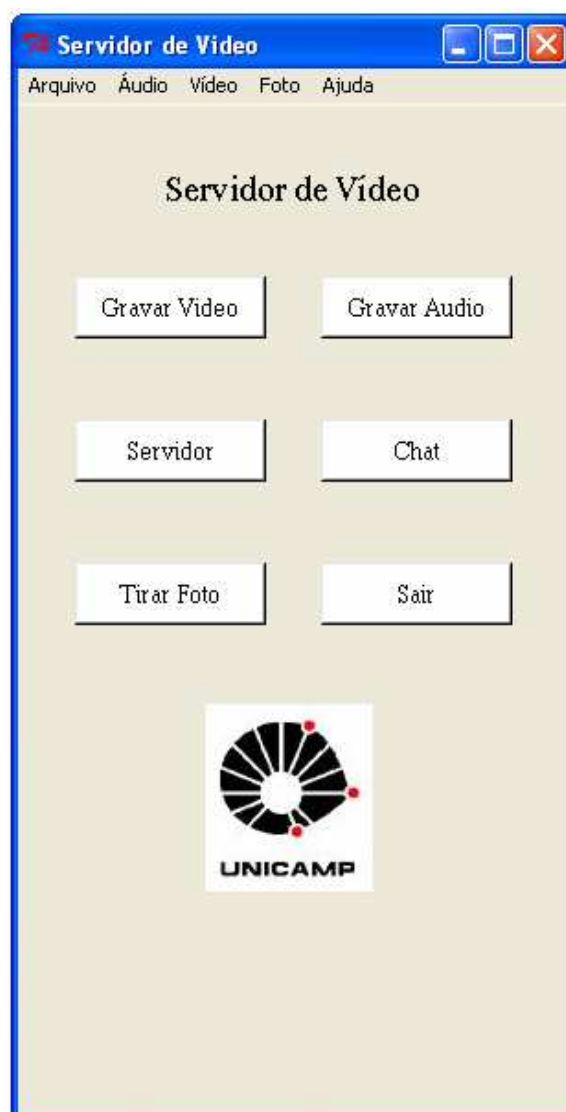 Servidor de Video
Arquivo Áudio Vídeo Foto Ajuda
Servidor de Vídeo
Gravar Video Gravar Audio
Servidor Chat
Tirar Foto Sair
UNICAMP